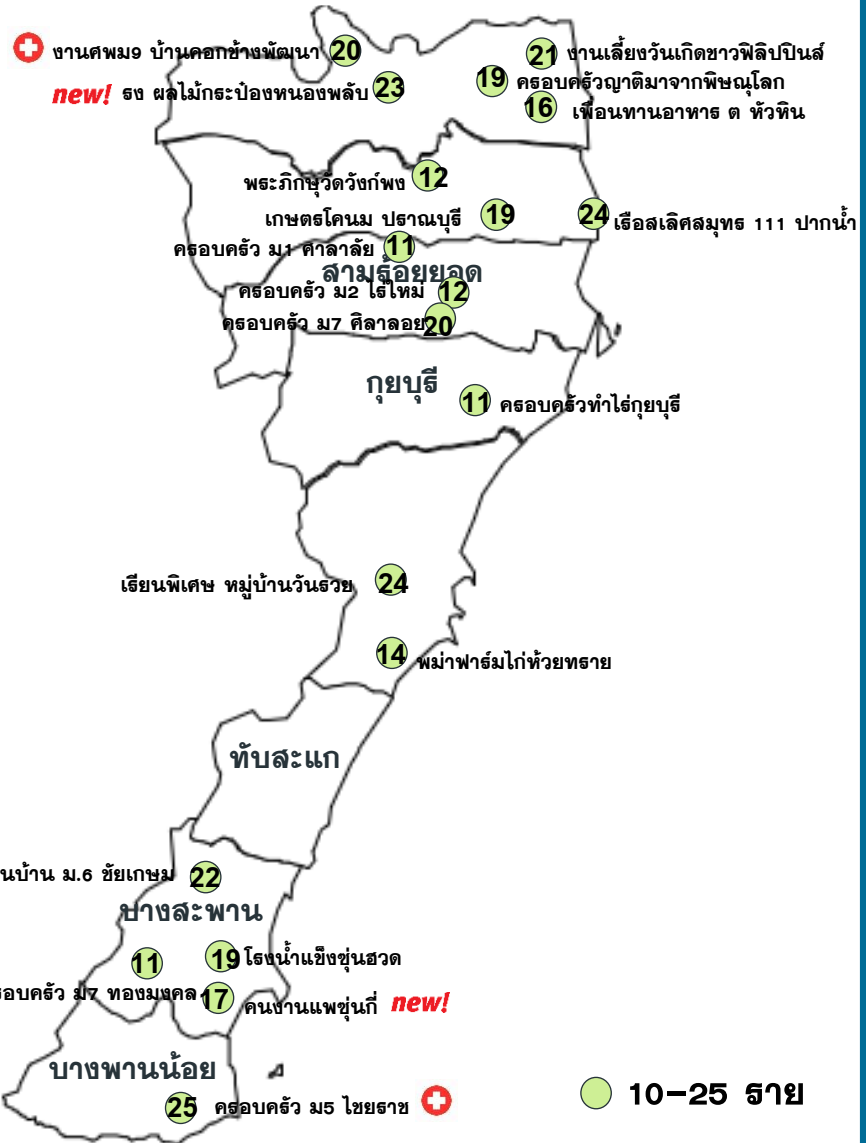 งานศพม9 บ้านคอกช้างพัฒนา 20
21 งานเลี้ยงวันเกิดชาวฟิลิปปินส์
19 ครอบครัวญาติมาจากพิษณุโลก
new! รง ผลไม้กระป๋องหนองพลับ 23
16 เพื่อนทานอาหาร ต หัวหิน
พระภิกษุวัดวังก์พง 12
เกษตรโคนม ปราณบุรี 19
24 เรือสเลิศสมุทร 111 ปากน้ำ
ครอบครัว ม1 ศาลาลัย 11
สามร้อยยอด
ครอบครัว ม2 ไร่ใหม่ 12
ครอบครัว ม7 ศิลาลอย 20
กุยบุรี
11 ครอบครัวทำไร่กุยบุรี
เรียนพิเศษ หมู่บ้านวันรวย 24
14 พม่าฟาร์มไก่ห้วยทราย
ทับสะแก
นบ้าน ม.6 ชัยเกษม 22
บางสะพาน
11
19 โรงน้ำแข็งซุ่นฮวด
รอบครัว ม7 ทองมงคล
17 คนงานแพซุ่นกี่ new!
บางพานน้อย
25 ครอบครัว ม5 ไชยราช
10-25 ราย